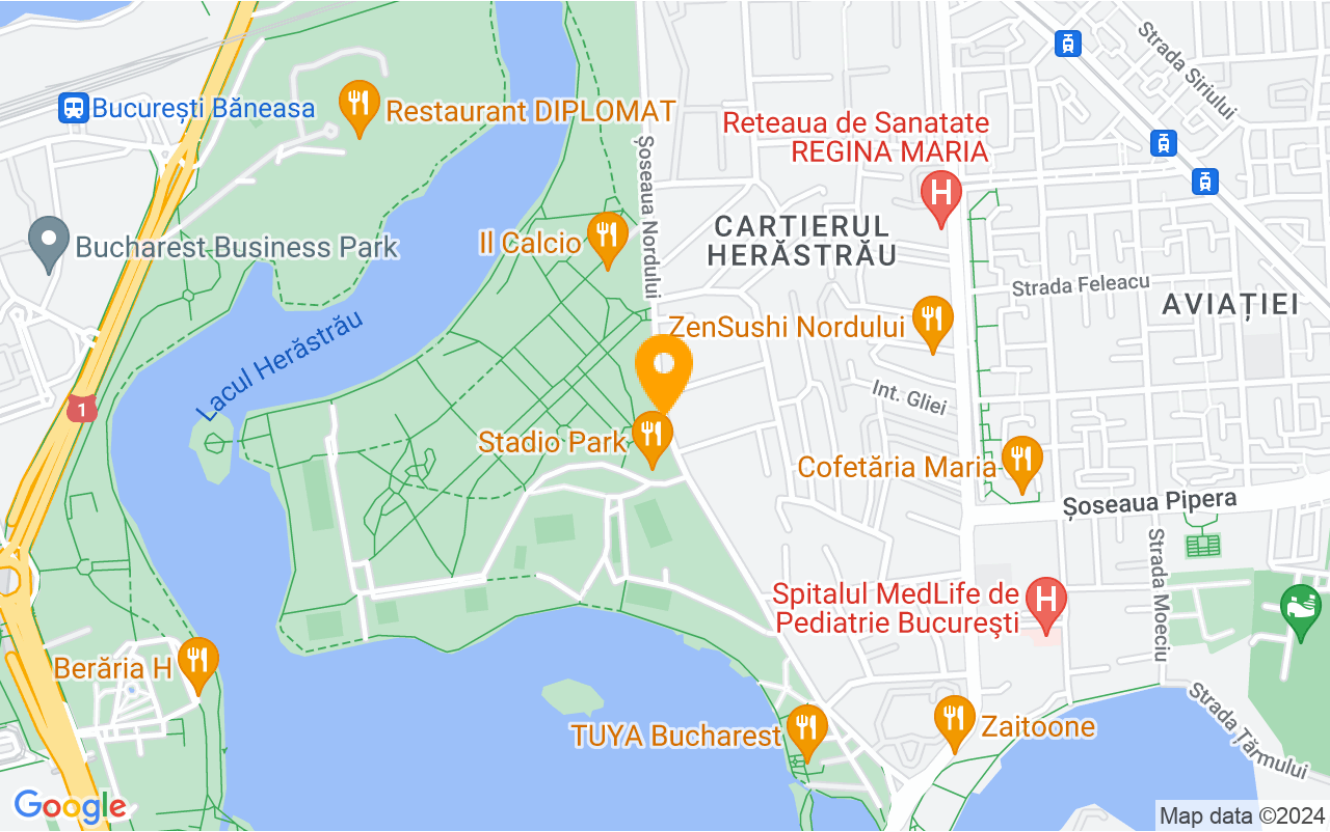 Strada Siriului
București Băneasa
Restaurant DIPLOMAT
Reteaua de Sanatate
REGINA MARIA
Șoseaua Nordului
Bucharest Business Park
Il Calcio
CARTIERUL
HERĂSTRĂU
Strada Feleacu
AVIAȚIEI
ZenSushi Nordului
Lacul Herăstrău
Int. Gliei
1
Stadio Park
Cofetăria Maria
Șoseaua Pipera
Strada Moeciu
Spitalul MedLife de
Pediatrie Bucureşti
Berăria H
TUYA Bucharest
Zaitoone
Strada Țărmului
Google
Map data ©2024